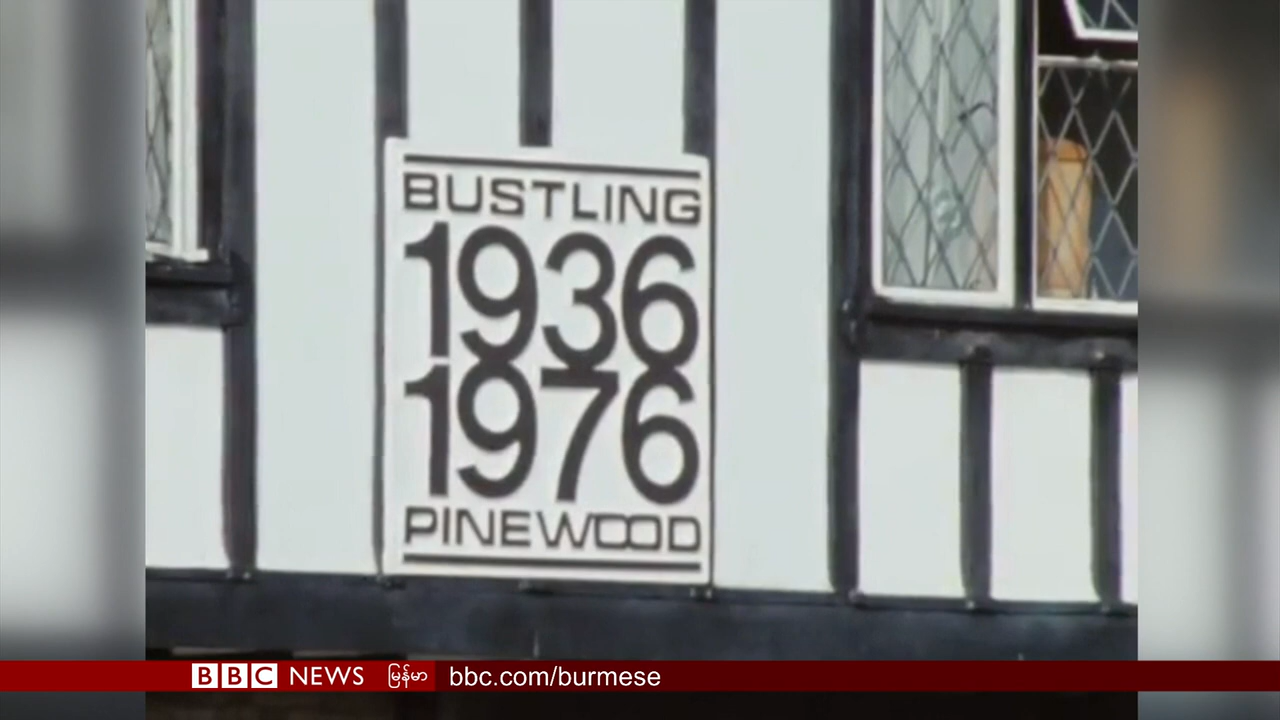 BUSTLING
1936
1976
PINEWOOD
BBC NEWS မြန်မာ bbc.com/burmese